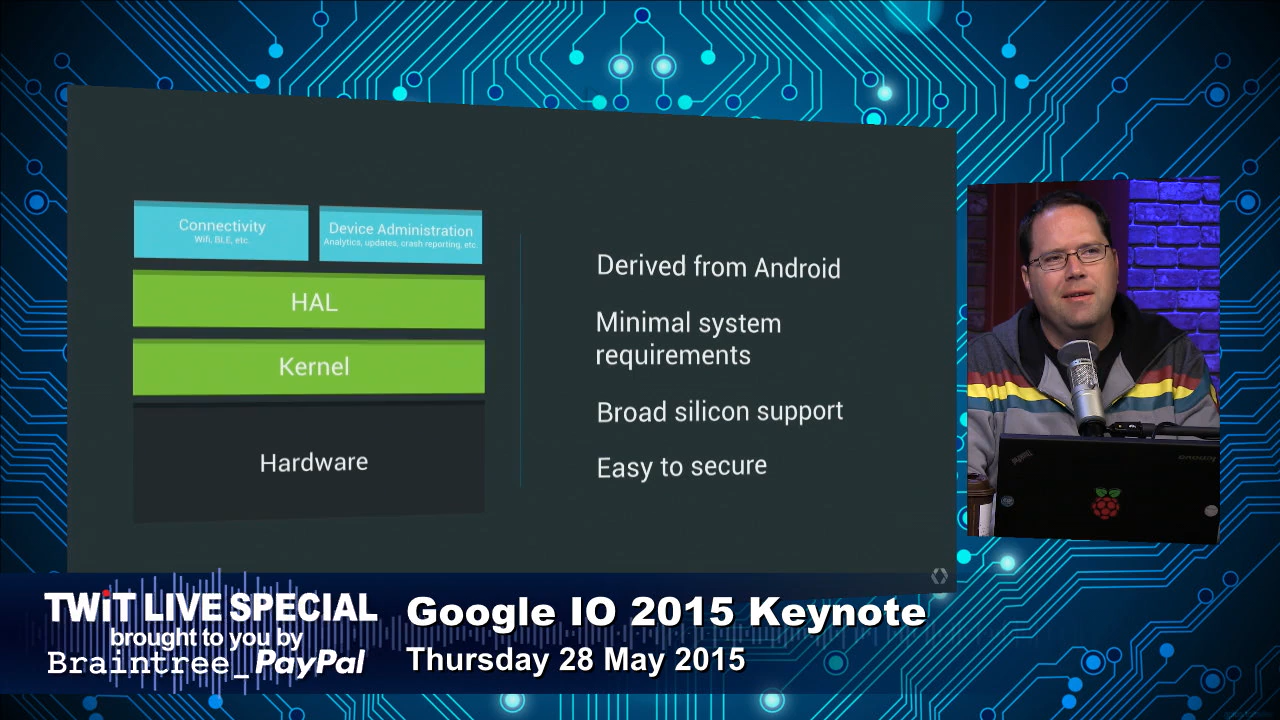 Connectivity
Wifi, BLE, etc.
Device Administration
Analytics, updates, crash reporting, etc.
HAL
Kernel
Hardware
Derived from Android
Minimal system
requirements
Broad silicon support
Easy to secure
ThinkPad
lenovo
TWiT LIVE SPECIAL
brought to you by
Braintree_PayPal
Google IO 2015 Keynote
Thursday 28 May 2015